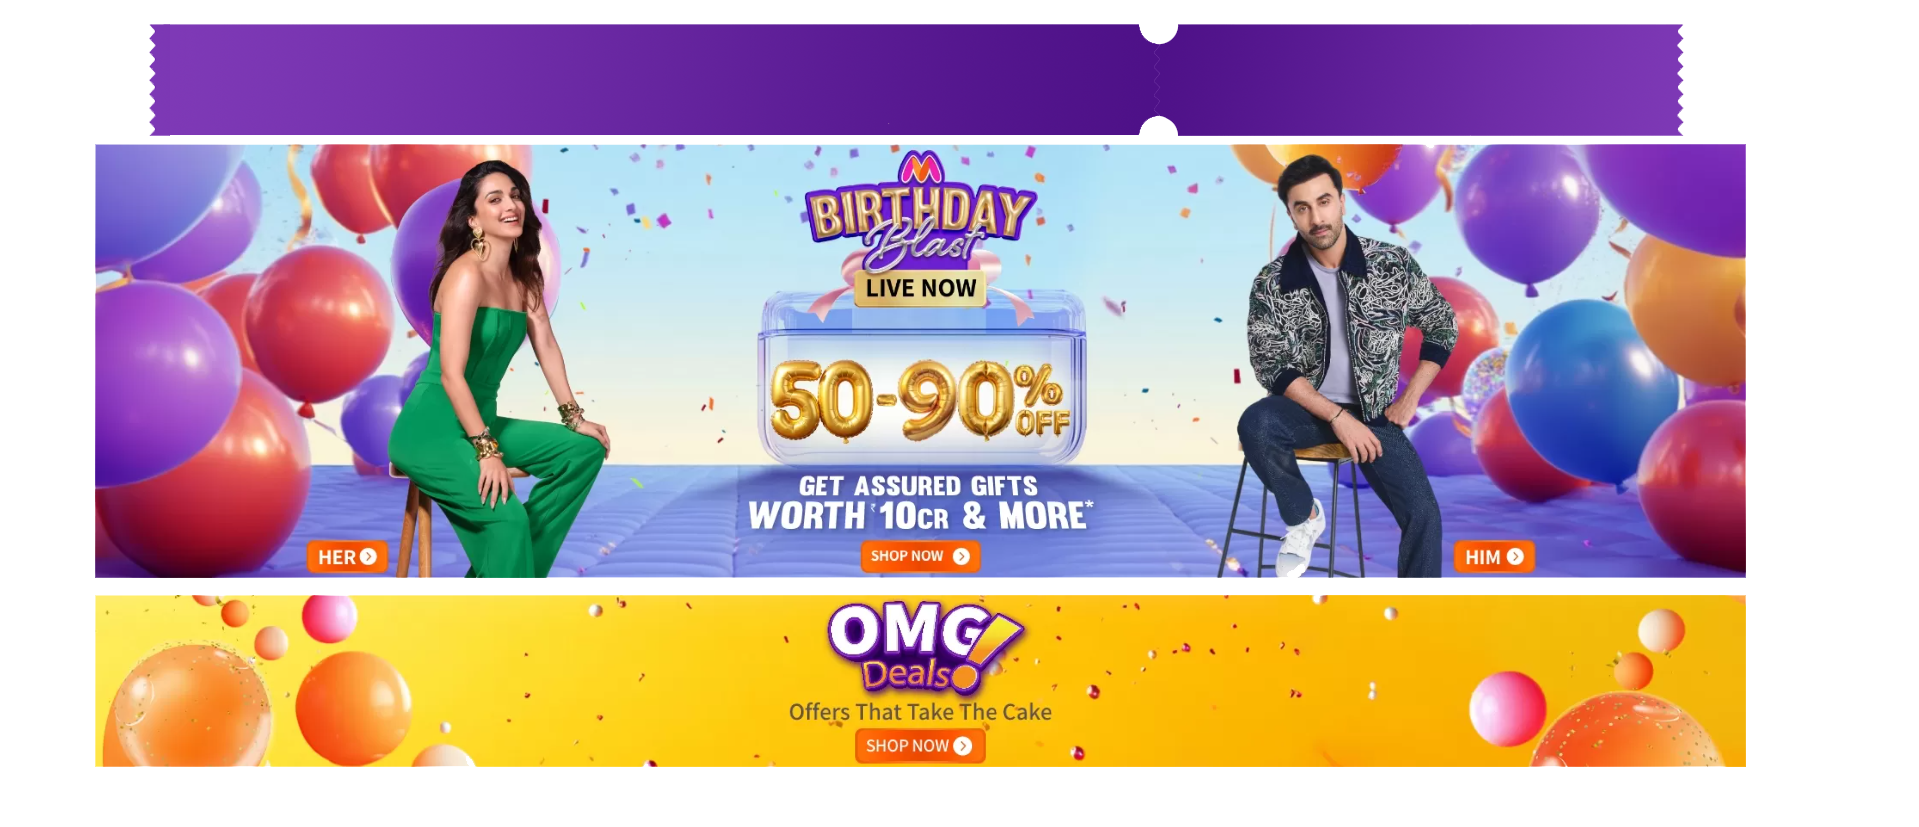 BIRTHDAY
Blast
LIVE NOW
50-90% OFF
GET ASSURED GIFTS
WORTH ₹10CR & MORE*
HER
SHOP NOW
HIM
OMG!
Deals
Offers That Take The Cake
SHOP NOW